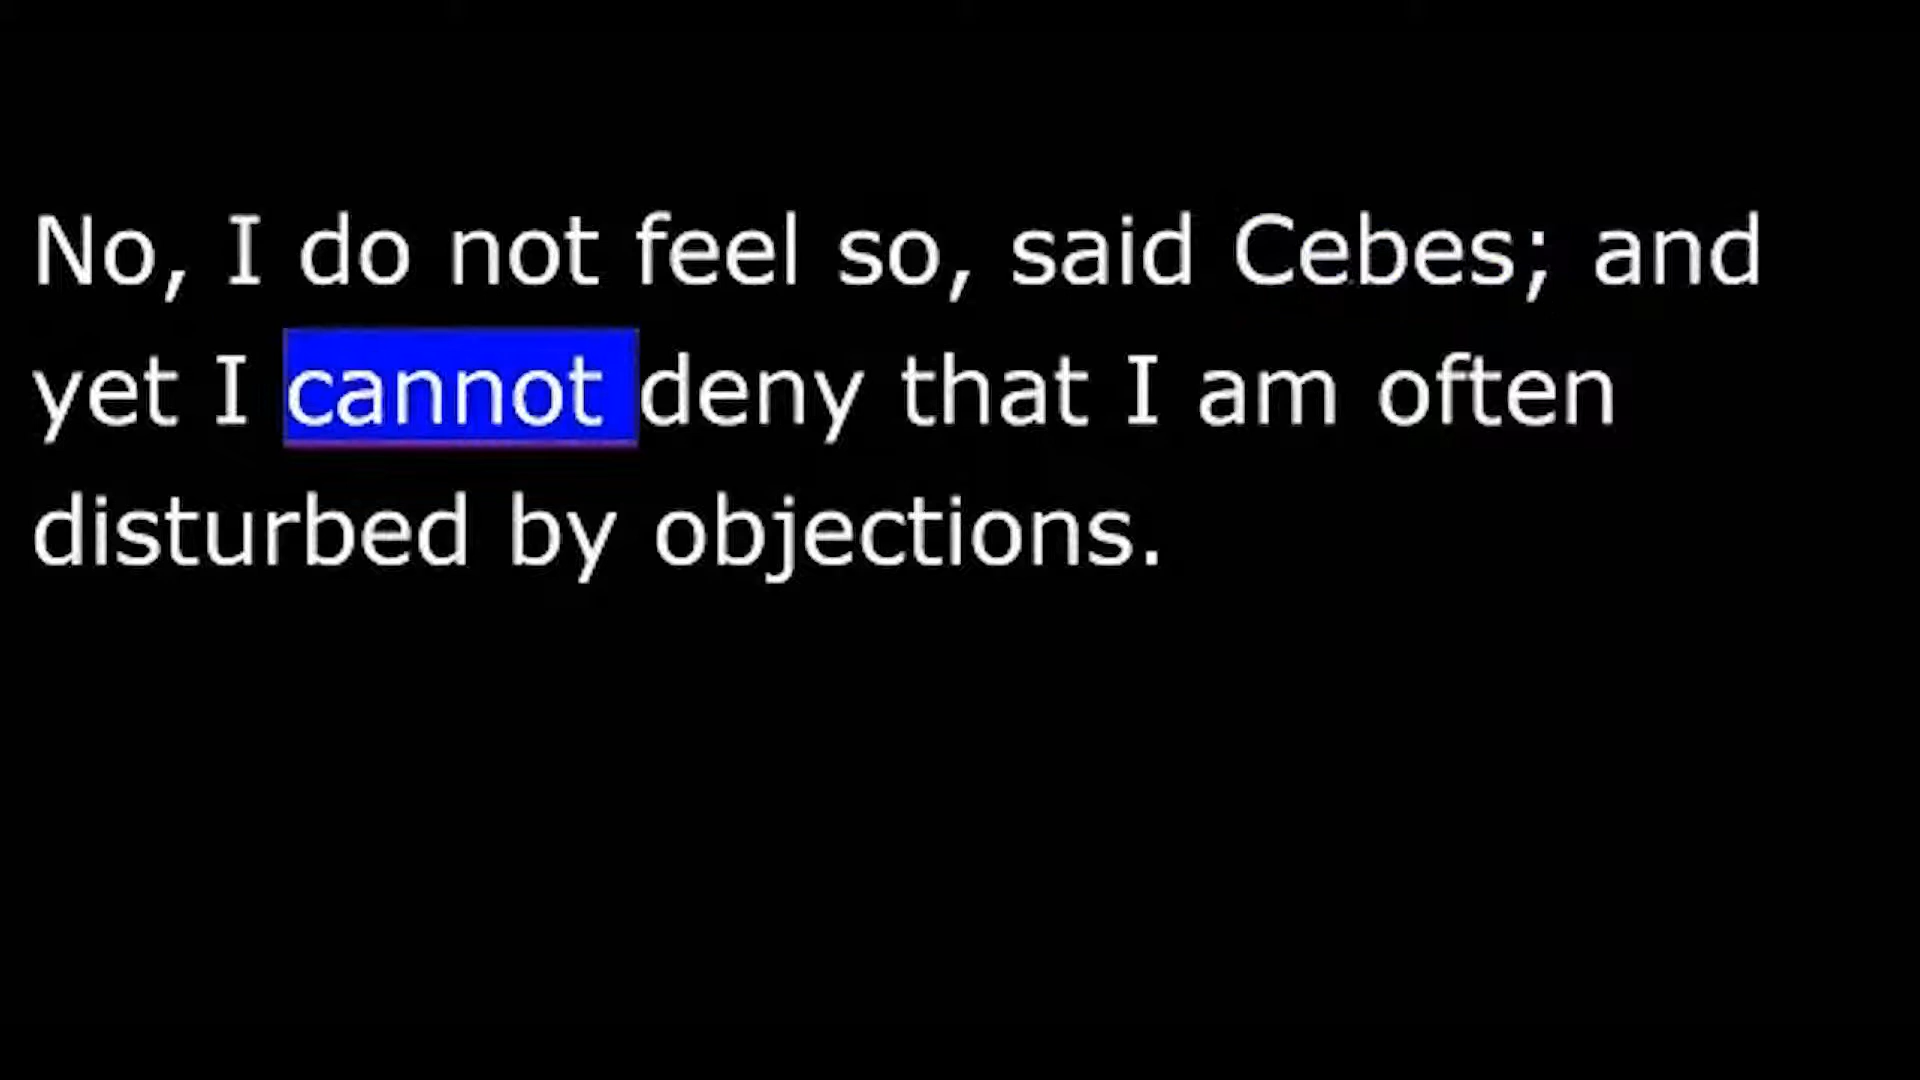 No, I do not feel so, said Cebes; and
yet I cannot deny that I am often
disturbed by objections.